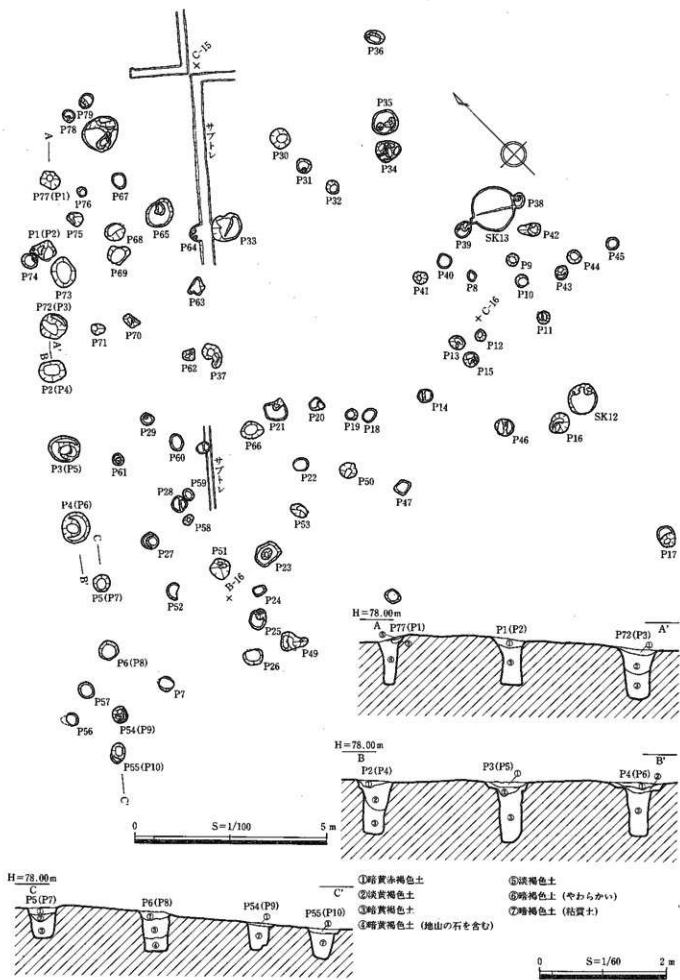 C-15
サブトレ
P36
P79
P78
A
P35
P34
P30
P31
P32
P77(P1)
P76
P67
P75
P68
P65
P64
P33
P38
P39
SK13
P42
P1(P2)
P74
P73
P69
P63
P40
P41
P8
P9
P10
P43
P44
P45
C-16
P72(P3)
A'
B
P71
P70
P62
P37
P13
P12
P15
P11
P2(P4)
P14
P46
P16
SK12
P29
P60
P66
P21
P20
P19
P18
P3(P5)
P61
P59
サブトレ
P22
P50
P47
P4(P6)
P28
P58
P53
P17
C
B'
P27
P51
P23
B-16
P5(P7)
P52
P24
P25
P49
P26
P6(P8)
P57
P7
P56
P54(P9)
P55(P10)
C'
S=1/100
5 m
H=78.00m
A
A'
P77(P1)
P1(P2)
P72(P3)
H=78.00m
B
B'
P2(P4)
P3(P5)
P4(P6)
H=78.00m
C
C'
P5(P7)
P6(P8)
P54(P9)
P55(P10)
①暗黄赤褐色土
②淡黄褐色土
③暗黄褐色土
④暗黄褐色土 (地山の石を含む)
⑤淡褐色土
⑥暗褐色土 (やわらかい)
⑦暗褐色土 (粘質土)
0
S=1/60
2 m